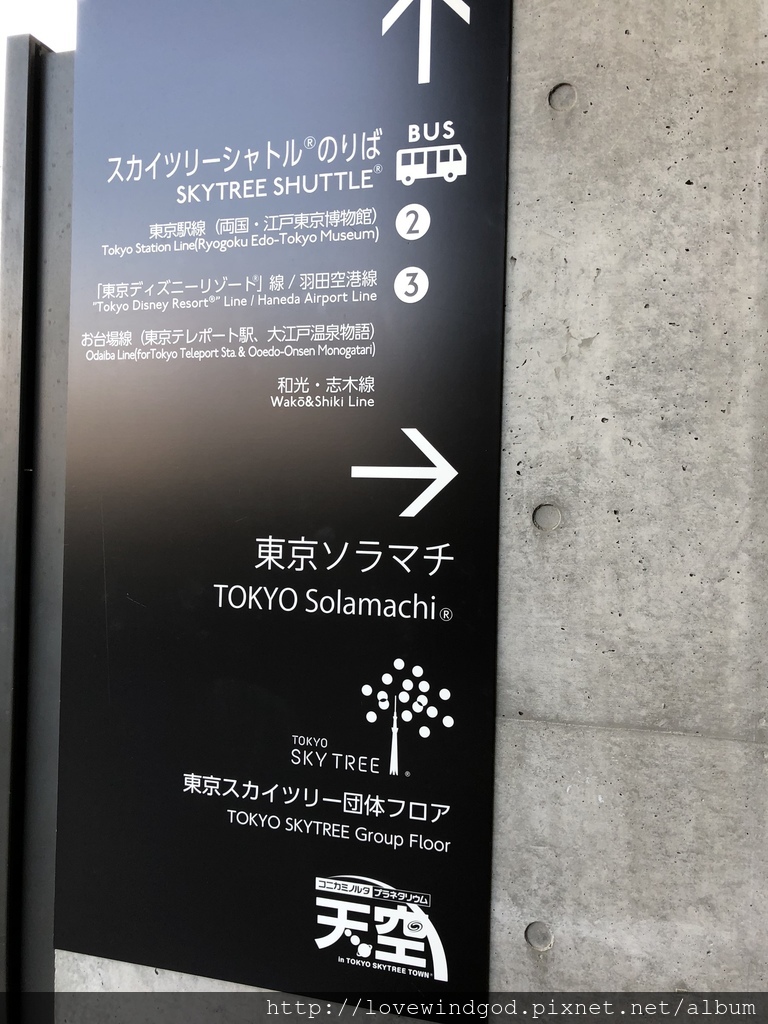 BUS
スカイツリーシャトル®のりば
SKYTREE SHUTTLE®
東京駅線（両国・江戸東京博物館） 2
Tokyo Station Line(Ryogoku Edo-Tokyo Museum)
「東京ディズニーリゾート®」線 / 羽田空港線 3
"Tokyo Disney Resort®" Line / Haneda Airport Line
お台場線（東京テレポート駅、大江戸温泉物語）
Odaiba Line(forTokyo Teleport Sta & Ooedo-Onsen Monogatari)
和光・志木線
Wakō&Shiki Line
東京ソラマチ
TOKYO Solamachi®
TOKYO
SKY TREE®
東京スカイツリー団体フロア
TOKYO SKYTREE Group Floor
コニカミノルタ プラネタリウム
天空
in TOKYO SKYTREE TOWN®
http://lovewindgod.pixnet.net/album